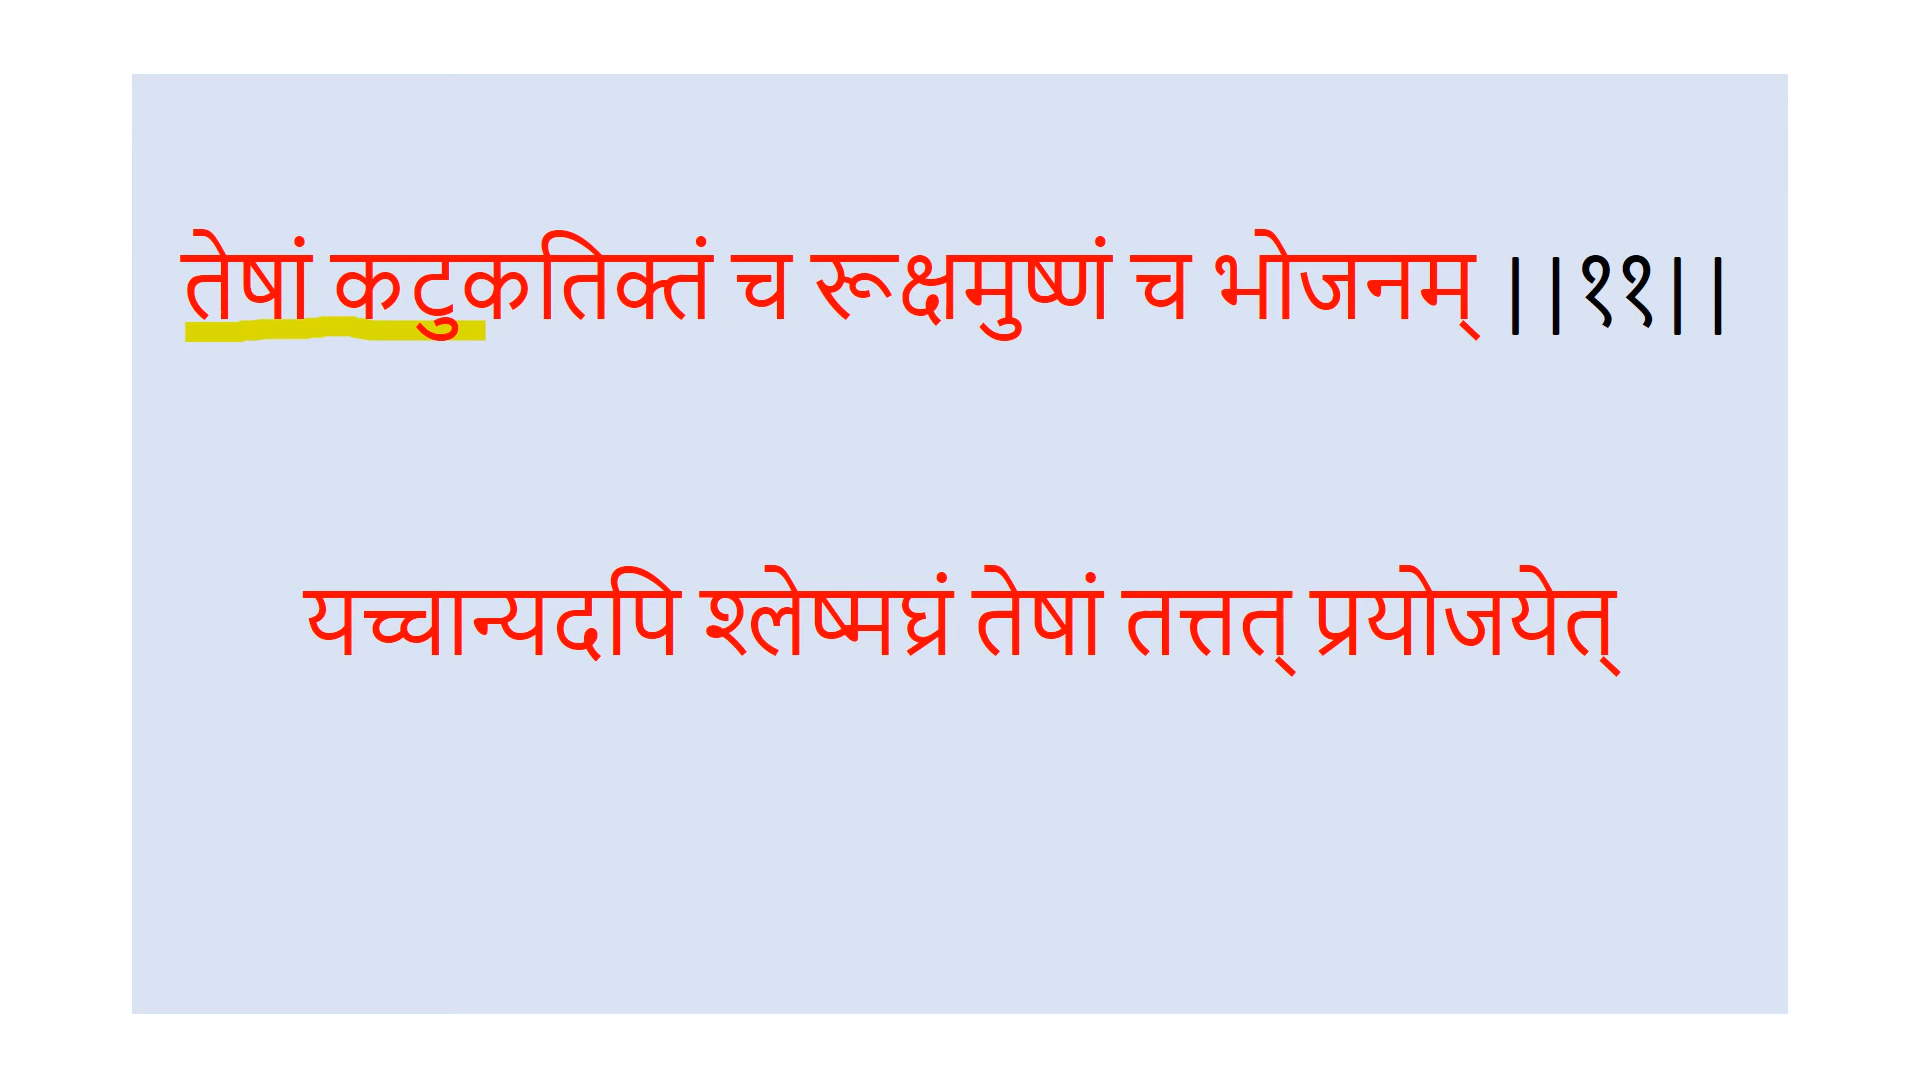 तेषां कटुकतिक्तं च रूक्षमुष्णं च भोजनम् ||११||
यच्चान्यदपि श्लेष्मघ्रं तेषां तत्तत् प्रयोजयेत्